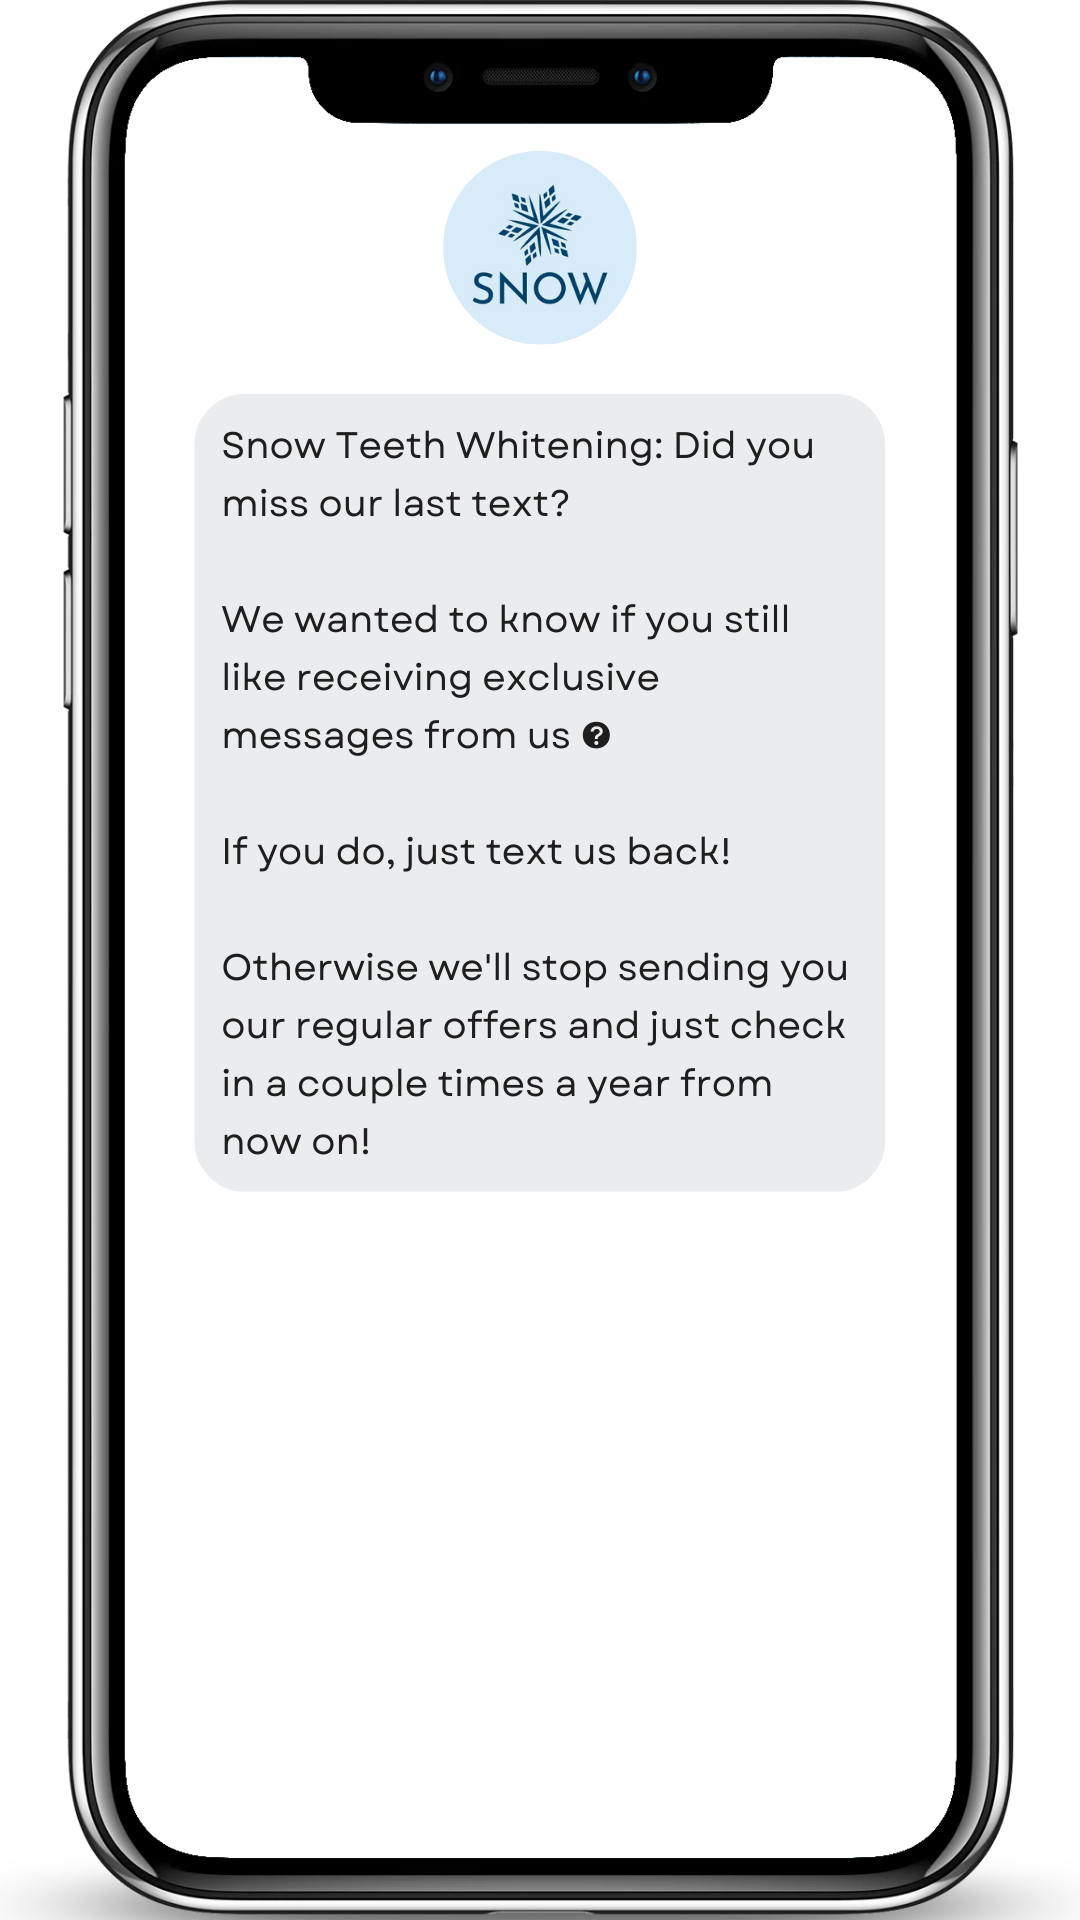 SNOW
Snow Teeth Whitening: Did you
miss our last text?
We wanted to know if you still
like receiving exclusive
messages from us ?
If you do, just text us back!
Otherwise we'll stop sending you
our regular offers and just check
in a couple times a year from
now on!